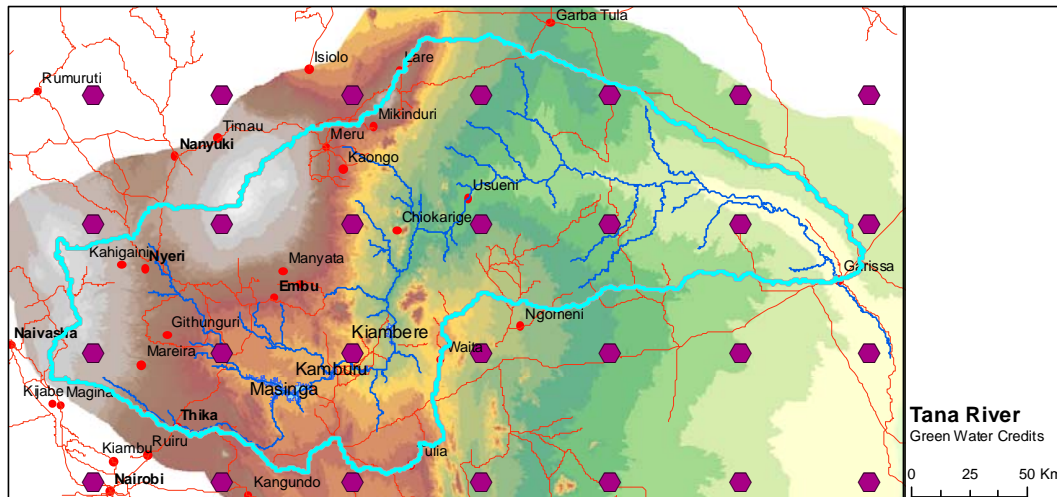 Garba Tula
Isiolo
Lare
Rumuruti
Mikinduri
Timau
Meru
Nanyuki
Kaongo
Usueni
Chiokarige
Kahigaini
Nyeri
Manyata
Garissa
Embu
Ngomeni
Kiambere
Githunguri
Naivasha
Waita
Mareira
Kamburu
Masinga
Kijabe
Magina
Thika
Tana River
Green Water Credits
Ruiru
Tulia
Kiambu
Kangundo
Nairobi
0 25 50 Km